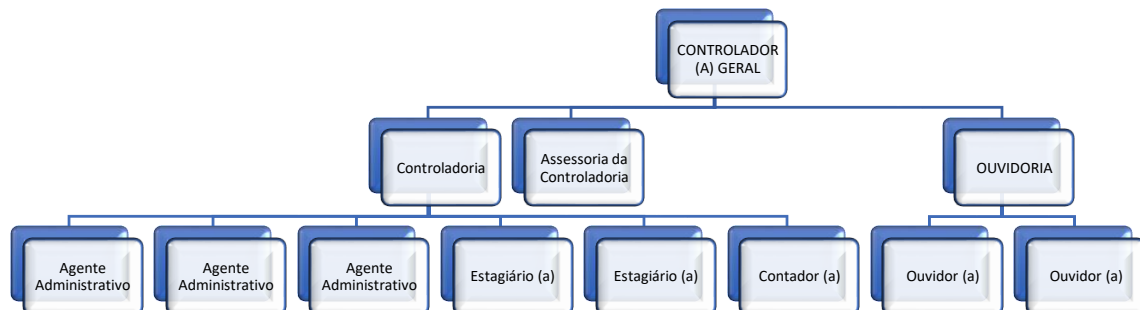 CONTROLADOR
(A) GERAL
Controladoria
Assessoria da
Controladoria
OUVIDORIA
Agente
Administrativo
Agente
Administrativo
Agente
Administrativo
Estagiário (a)
Estagiário (a)
Contador (a)
Ouvidor (a)
Ouvidor (a)